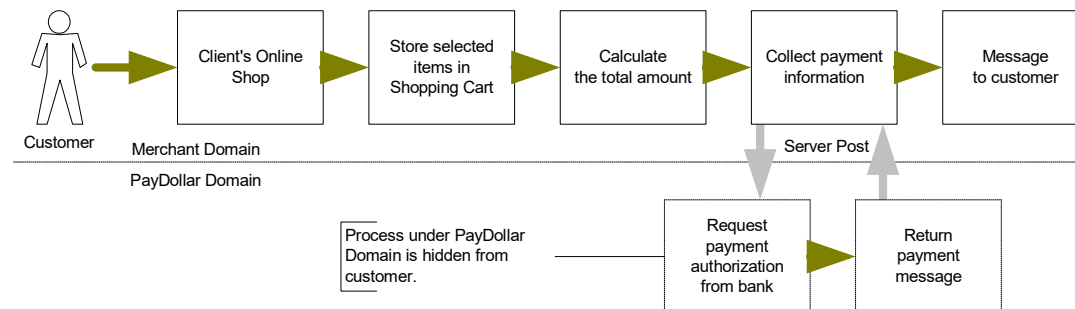 Client's Online
Shop
Store selected
items in
Shopping Cart
Calculate
the total amount
Collect payment
information
Message
to customer
Customer
Merchant Domain
Server Post
PayDollar Domain
Process under PayDollar
Domain is hidden from
customer.
Request
payment
authorization
from bank
Return
payment
message